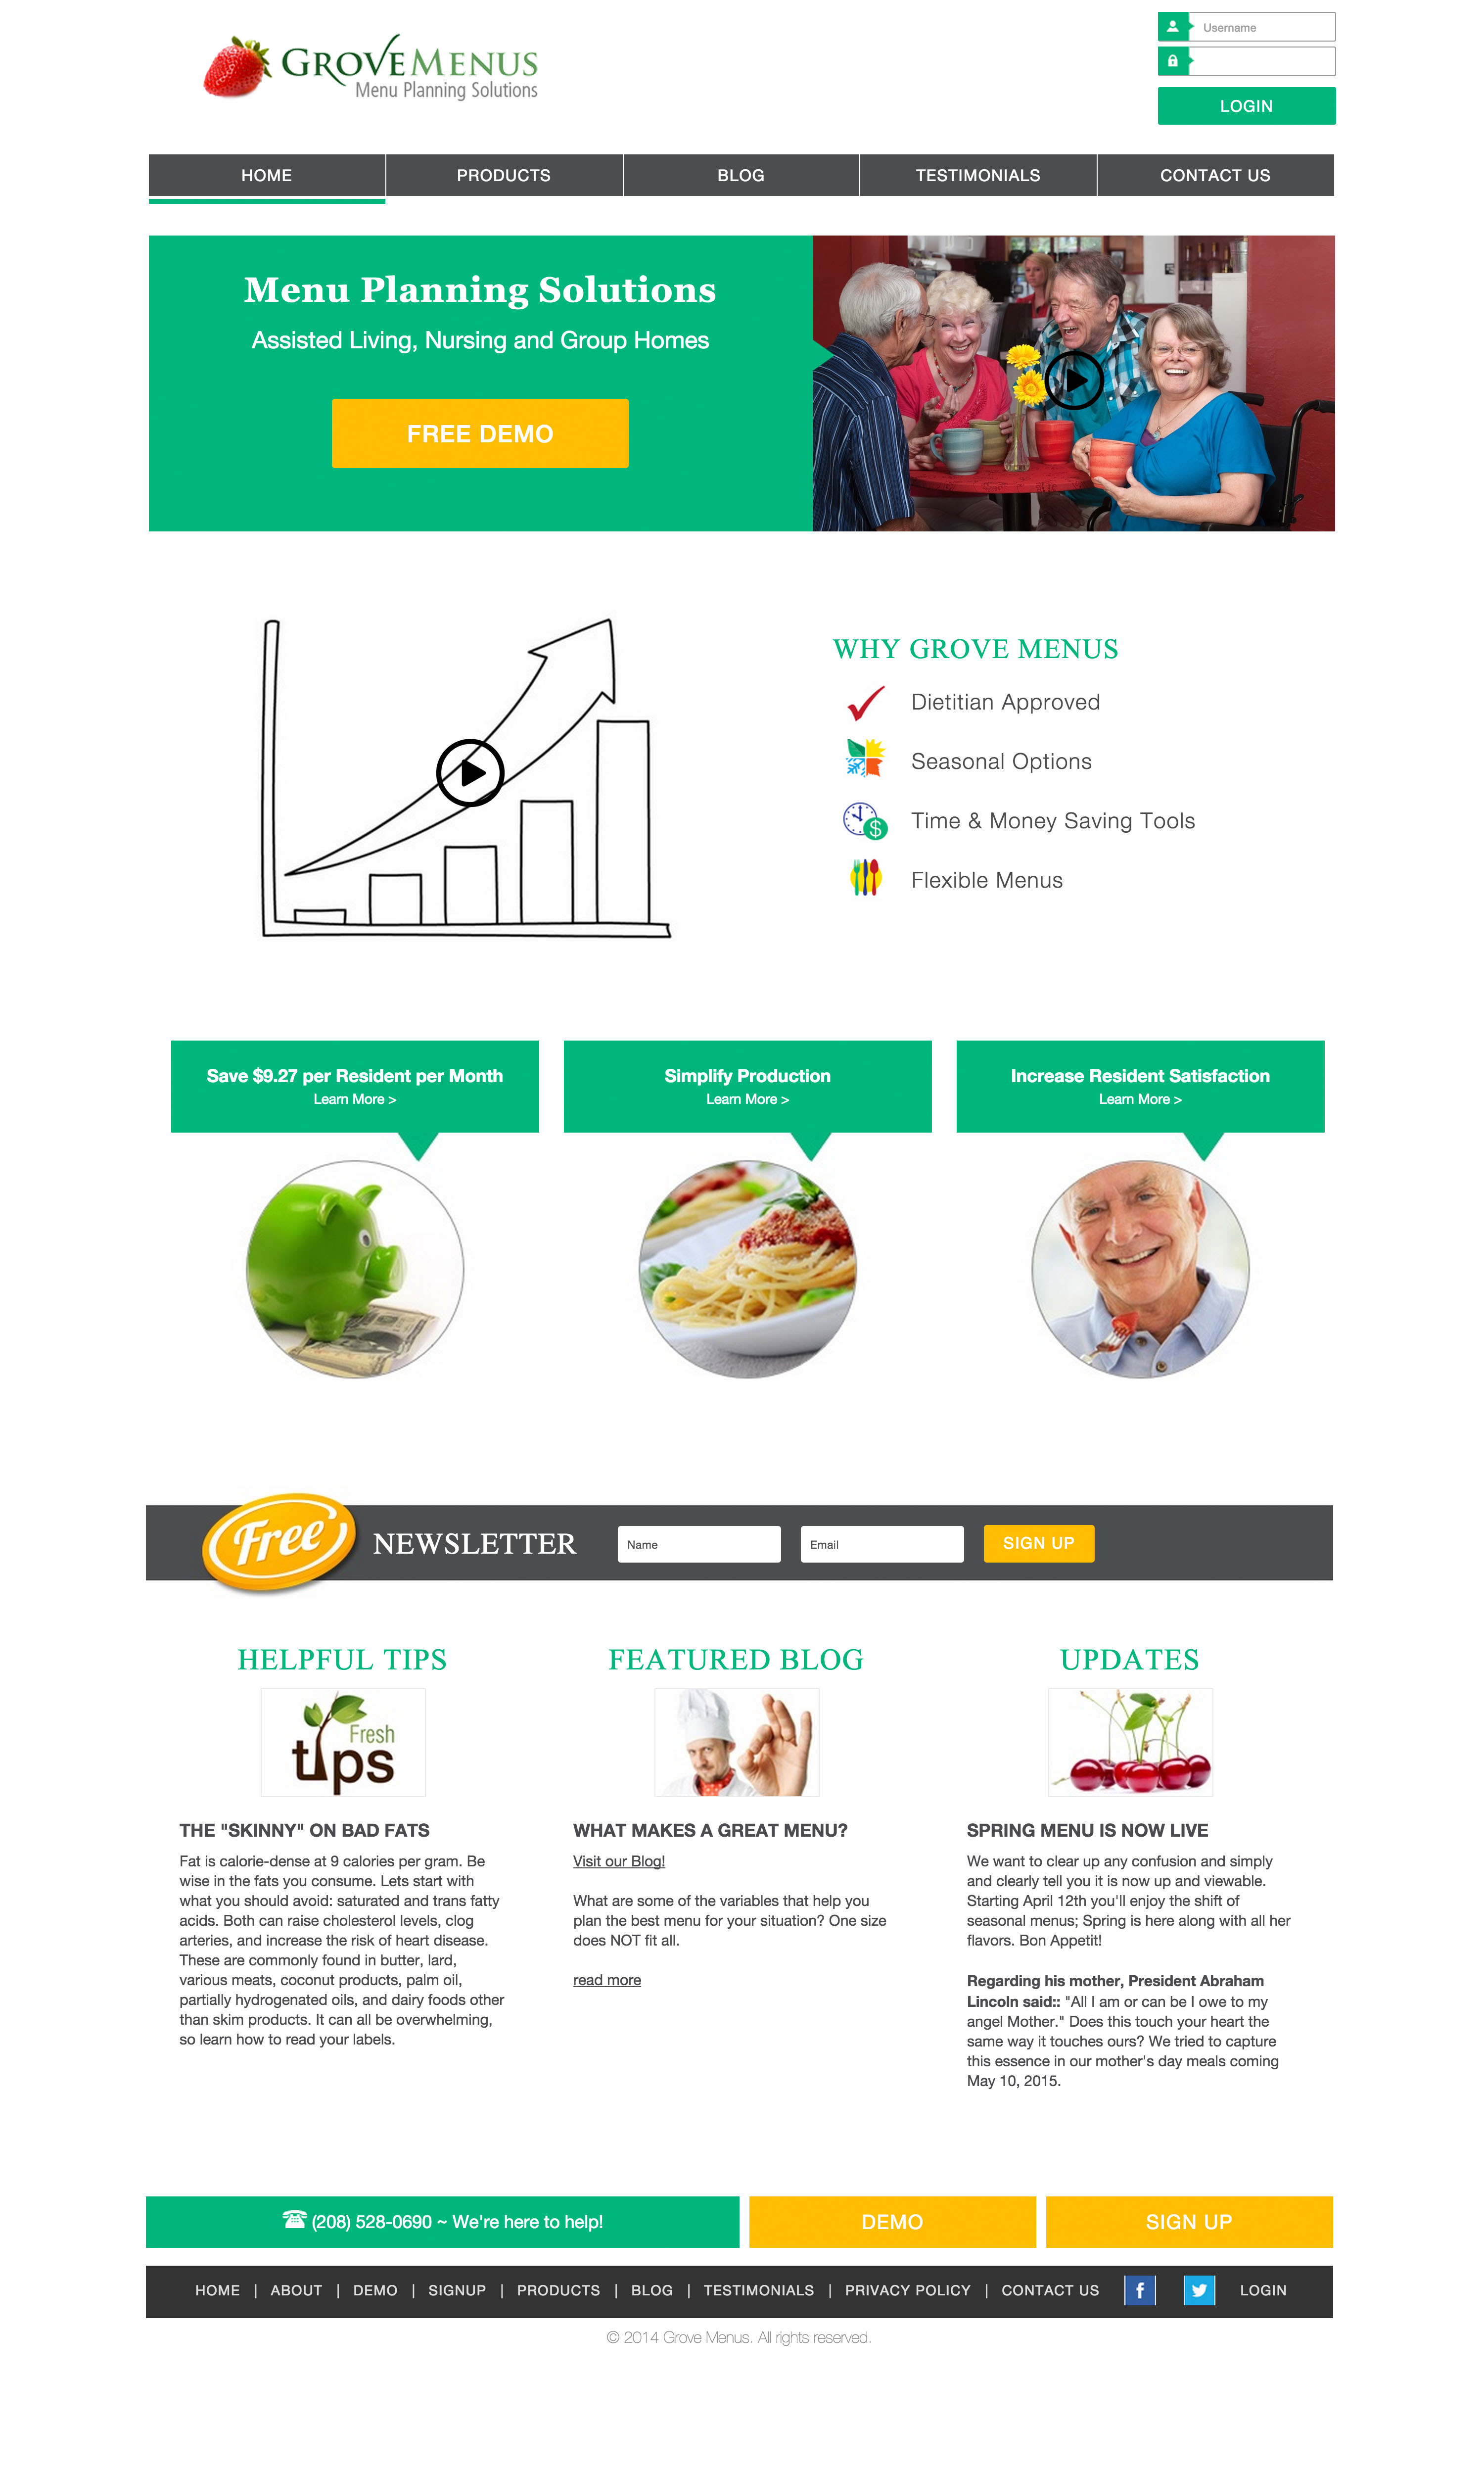 GROVEMENUS
Menu Planning Solutions
Username
LOGIN
HOME
PRODUCTS
BLOG
TESTIMONIALS
CONTACT US
Menu Planning Solutions
Assisted Living, Nursing and Group Homes
FREE DEMO
WHY GROVE MENUS
Dietitian Approved
Seasonal Options
Time & Money Saving Tools
$
Flexible Menus
Save $9.27 per Resident per Month
Learn More >
Simplify Production
Learn More >
Increase Resident Satisfaction
Learn More >
Free
NEWSLETTER
Name
Email
SIGN UP
HELPFUL TIPS
Fresh
tips
THE "SKINNY" ON BAD FATS
Fat is calorie-dense at 9 calories per gram. Be
wise in the fats you consume. Lets start with
what you should avoid: saturated and trans fatty
acids. Both can raise cholesterol levels, clog
arteries, and increase the risk of heart disease.
These are commonly found in butter, lard,
various meats, coconut products, palm oil,
partially hydrogenated oils, and dairy foods other
than skim products. It can all be overwhelming,
so learn how to read your labels.
FEATURED BLOG
WHAT MAKES A GREAT MENU?
Visit our Blog!
What are some of the variables that help you
plan the best menu for your situation? One size
does NOT fit all.
read more
UPDATES
SPRING MENU IS NOW LIVE
We want to clear up any confusion and simply
and clearly tell you it is now up and viewable.
Starting April 12th you'll enjoy the shift of
seasonal menus; Spring is here along with all her
flavors. Bon Appetit!
Regarding his mother, President Abraham
Lincoln said:: "All I am or can be I owe to my
angel Mother." Does this touch your heart the
same way it touches ours? We tried to capture
this essence in our mother's day meals coming
May 10, 2015.
(208) 528-0690 ~ We're here to help!
DEMO
SIGN UP
HOME | ABOUT | DEMO | SIGNUP | PRODUCTS | BLOG | TESTIMONIALS | PRIVACY POLICY | CONTACT US
f
LOGIN
© 2014 Grove Menus. All rights reserved.